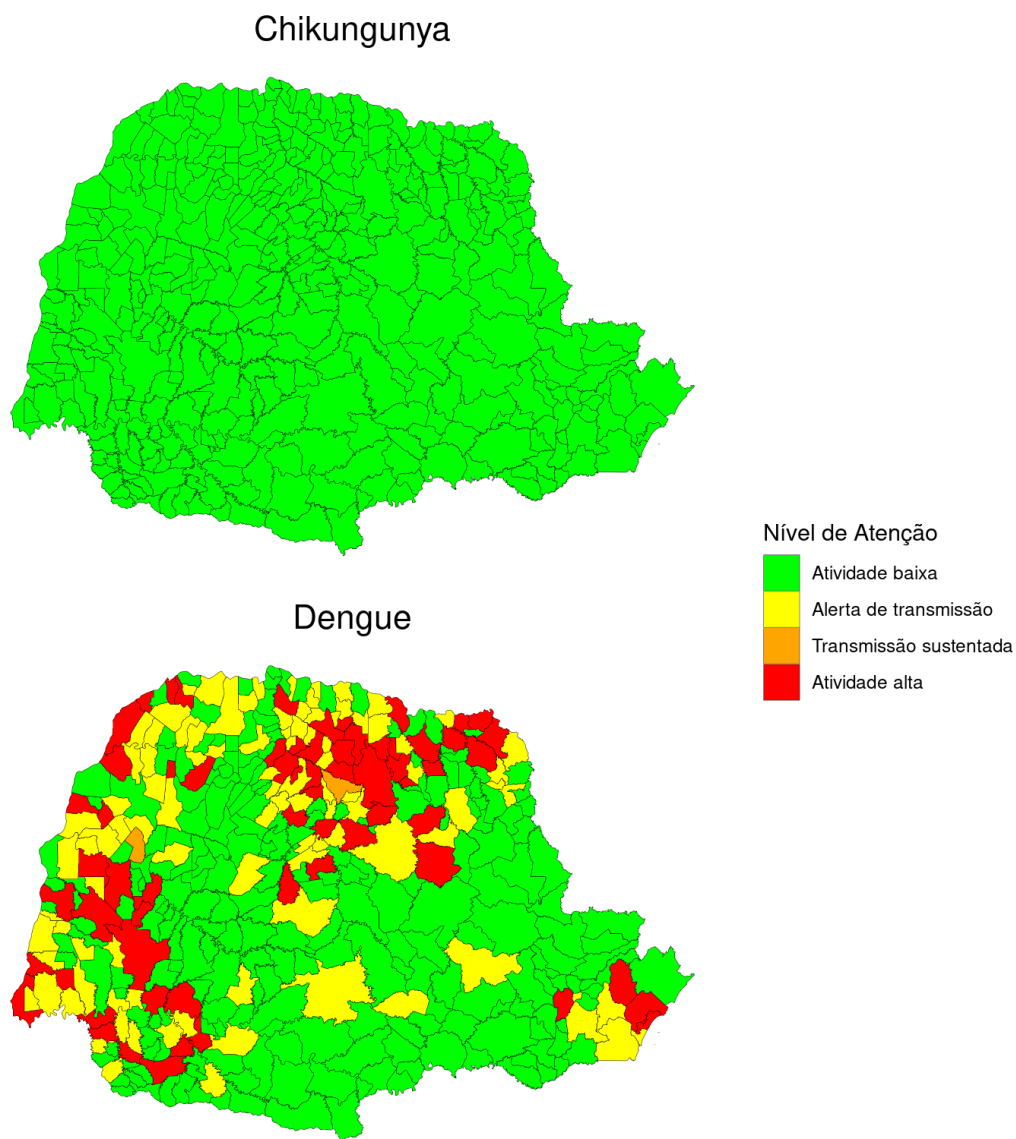 Chikungunya
Nível de Atenção
Atividade baixa
Alerta de transmissão
Transmissão sustentada
Atividade alta
Dengue